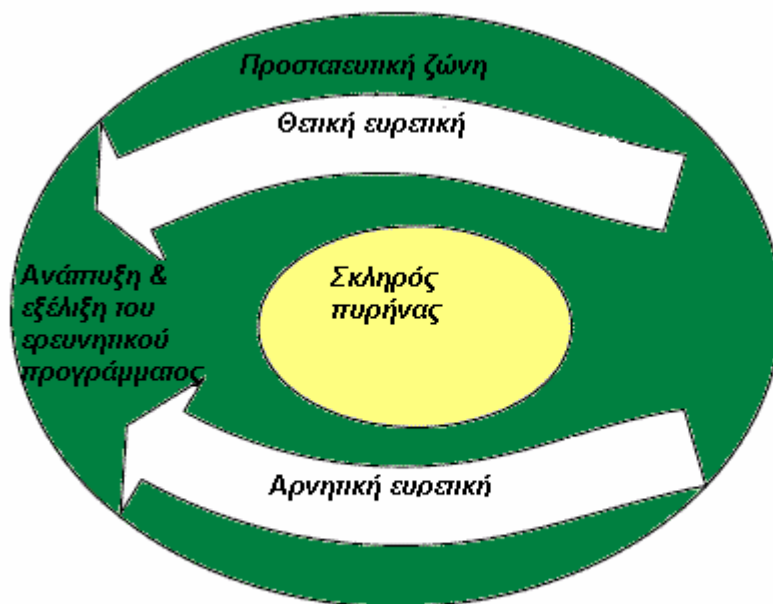 Προστατευτική ζώνη
Θετική ευρετική
Ανάπτυξη &
εξέλιξη του
ερευνητικού
προγράμματος
Σκληρός
πυρήνας
Αρνητική ευρετική